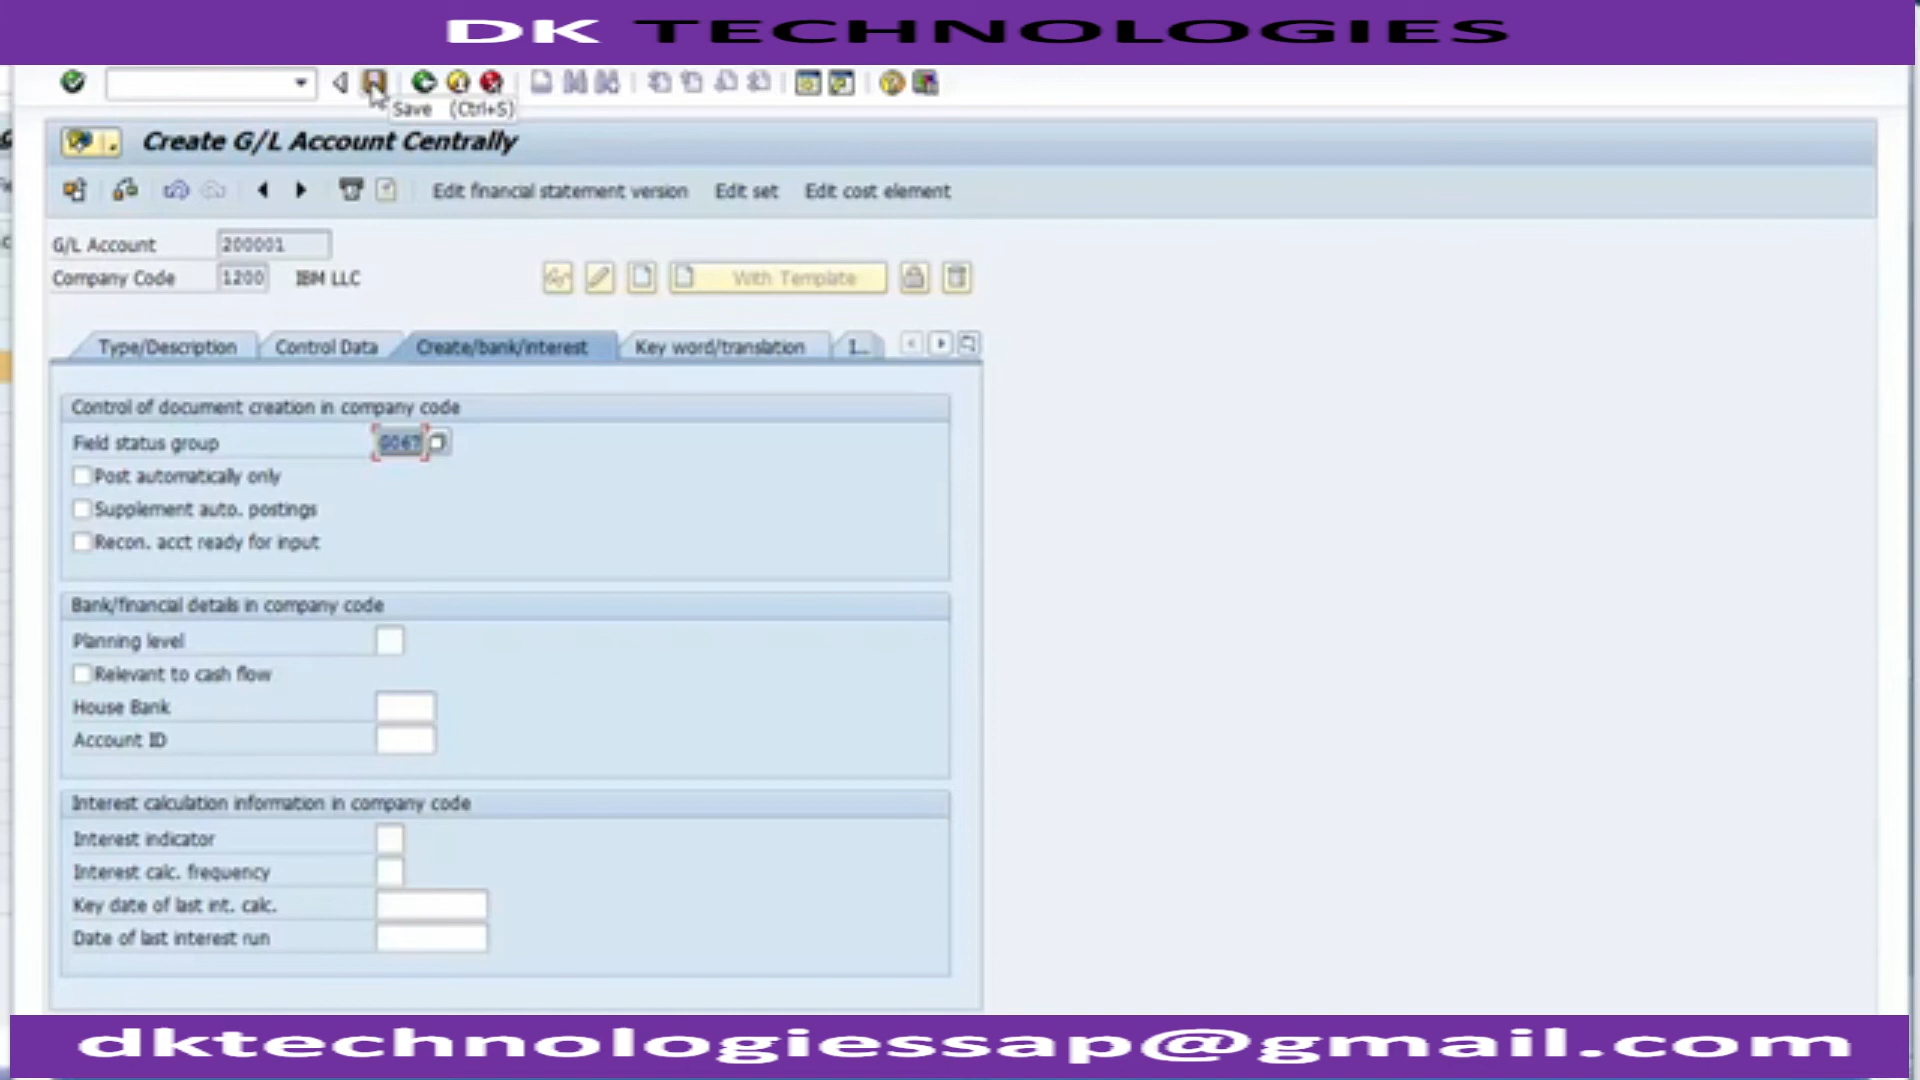 DK TECHNOLOGIES
Save (Ctrl+S)
Create G/L Account Centrally
Edit financial statement version Edit set Edit cost element
G/L Account 200001
Company Code 1200 IBM LLC
With Template
Type/Description Control Data Create/bank/interest Key word/translation I...
Control of document creation in company code
Field status group G067
Post automatically only
Supplement auto. postings
Recon. acct ready for input
Bank/financial details in company code
Planning level
Relevant to cash flow
House Bank
Account ID
Interest calculation information in company code
Interest indicator
Interest calc. frequency
Key date of last int. calc.
Date of last interest run
dktechnologiessap@gmail.com